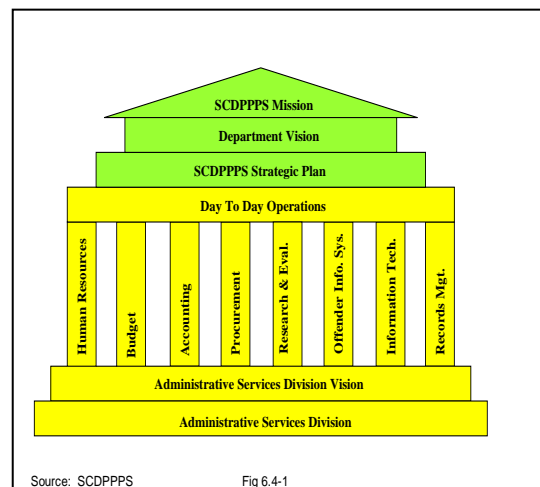 SCDPPPS Mission
Department Vision
SCDPPPS Strategic Plan
Day To Day Operations
Human Resources
Budget
Accounting
Procurement
Research & Eval.
Offender Info. Sys.
Information Tech.
Records Mgt.
Administrative Services Division Vision
Administrative Services Division
Source: SCDPPPS Fig 6.4-1